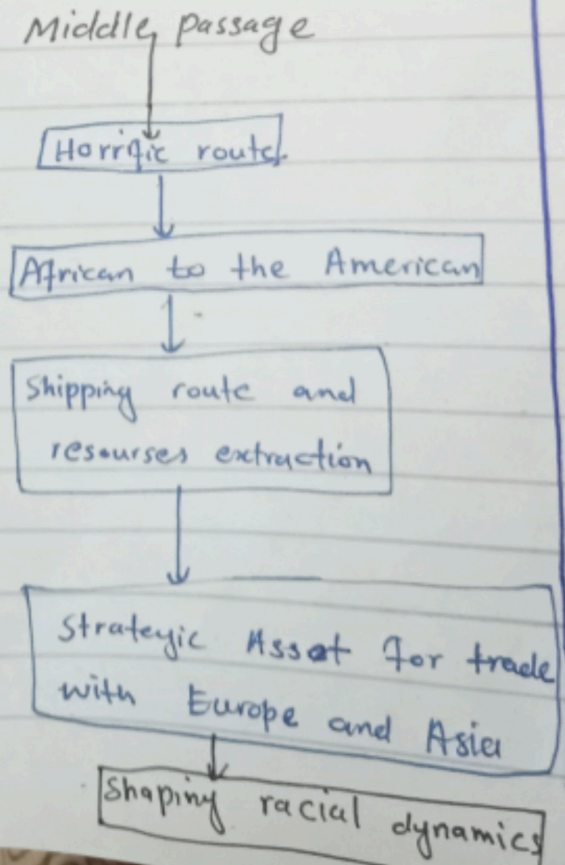 Middle passage
Horrific route
African to the American
Shipping route and
resourses extraction
Strategic Asset for trade
with Europe and Asia
Shaping racial dynamics